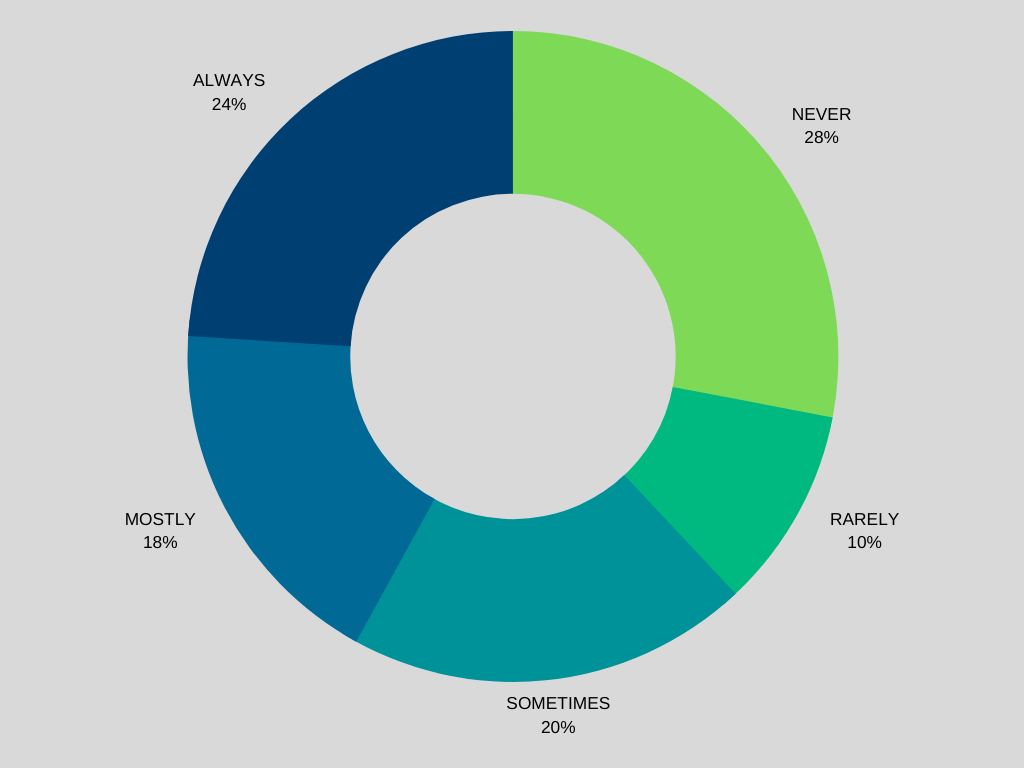 ALWAYS
24%
NEVER
28%
MOSTLY
18%
RARELY
10%
SOMETIMES
20%